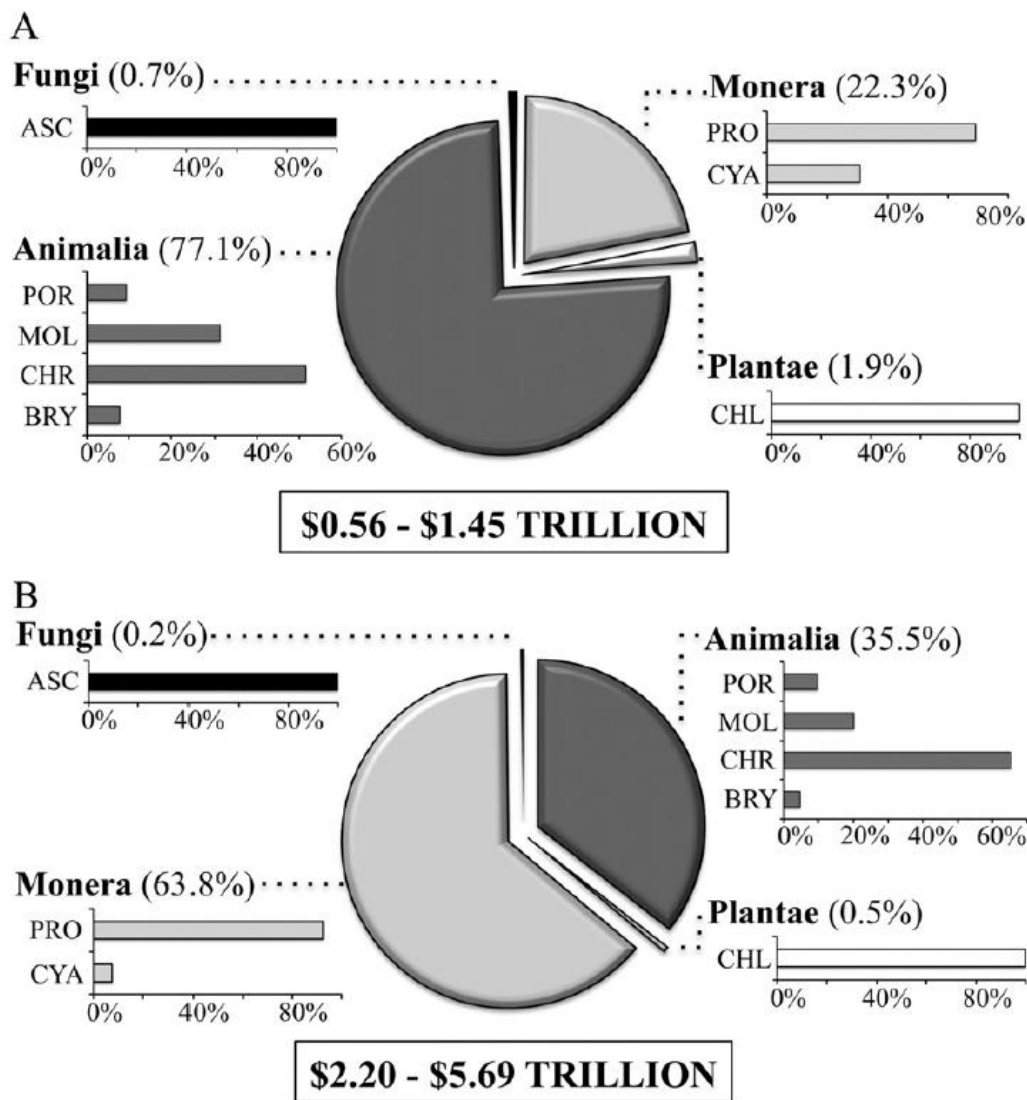 A
Fungi (0.7%)
ASC
0% 40% 80%
Monera (22.3%)
PRO
CYA
0% 40% 80%
Animalia (77.1%)
POR
MOL
CHR
BRY
0% 20% 40% 60%
Plantae (1.9%)
CHL
0% 40% 80%
$0.56 - $1.45 TRILLION
B
Fungi (0.2%)
ASC
0% 40% 80%
Animalia (35.5%)
POR
MOL
CHR
BRY
0% 20% 40% 60%
Monera (63.8%)
PRO
CYA
0% 40% 80%
Plantae (0.5%)
CHL
0% 40% 80%
$2.20 - $5.69 TRILLION